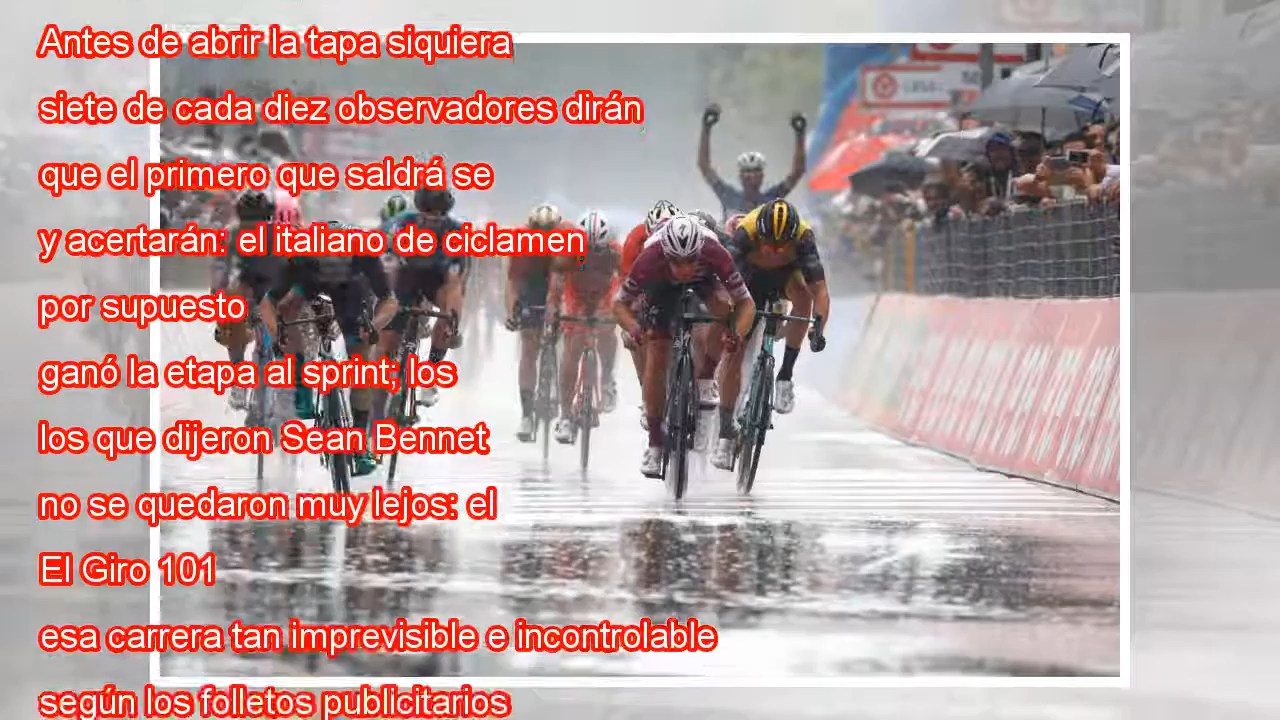 Antes de abrir la tapa siquiera
siete de cada diez observadores dirán
que el primero que saldrá se
y acertarán: el italiano de ciclamen
por supuesto
ganó la etapa al sprint; los
los que dijeron Sean Bennet
no se quedaron muy lejos: el
El Giro 101
esa carrera tan imprevisible e incontrolable
según los folletos publicitarios